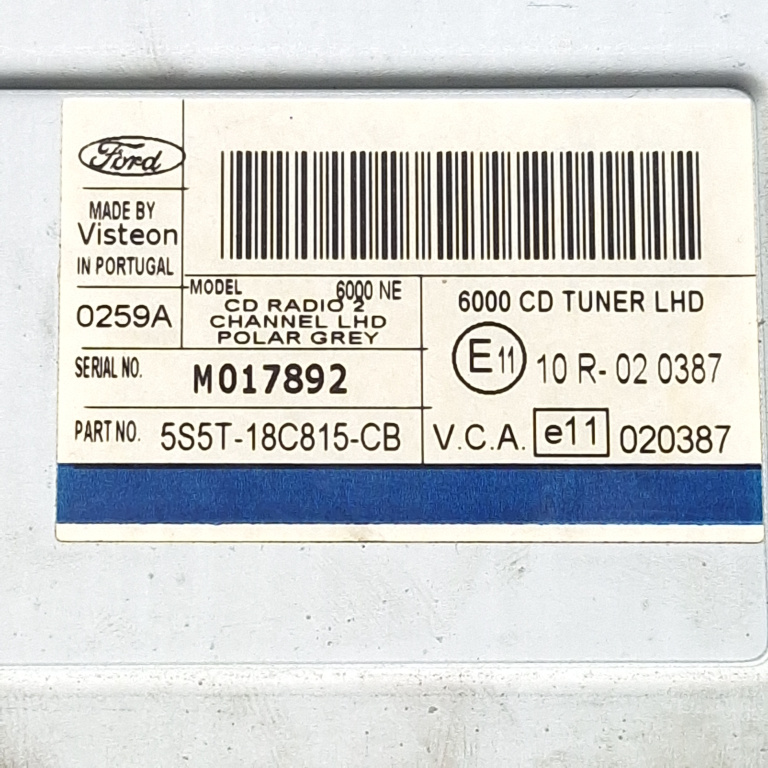 Ford
MADE BY
Visteon
IN PORTUGAL
0259A
MODEL 6000 NE
CD RADIO 2
CHANNEL LHD
POLAR GREY
6000 CD TUNER LHD
E11 10 R- 02 0387
SERIAL NO. M017892
PART NO. 5S5T-18C815-CB
V.C.A. e11 020387